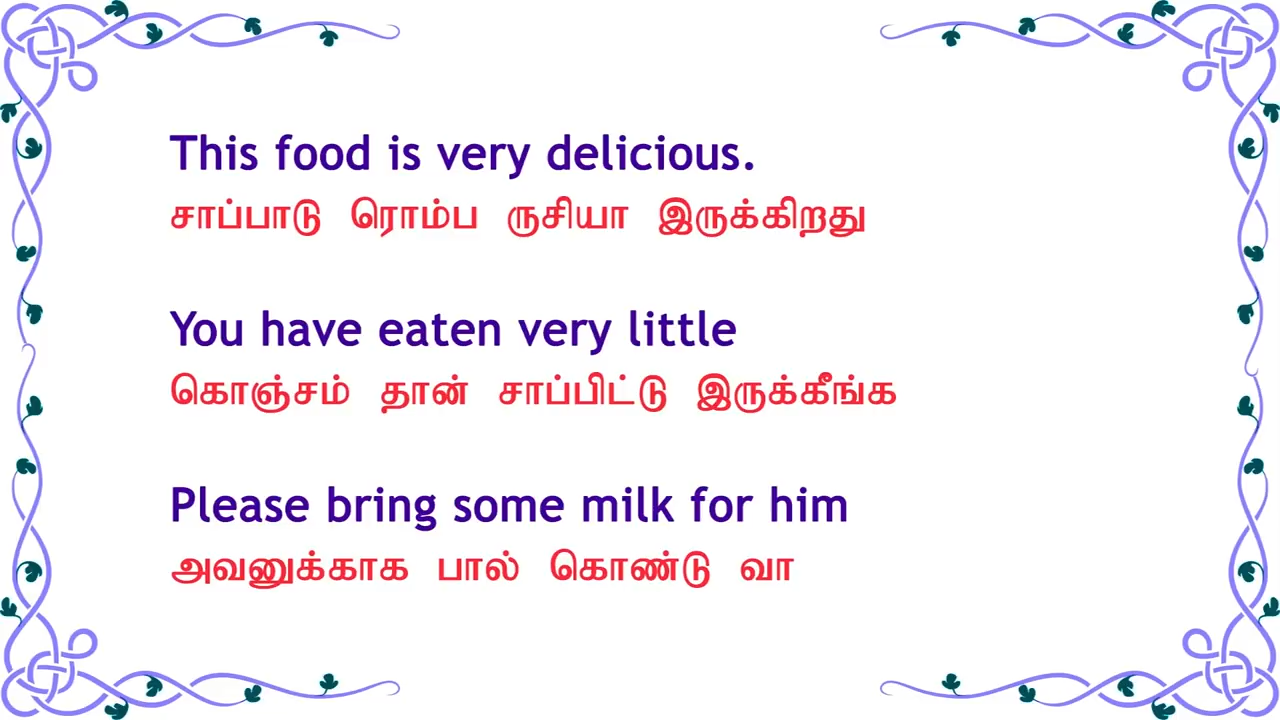 This food is very delicious.
சாப்பாடு ரொம்ப ருசியா இருக்கிறது
You have eaten very little
கொஞ்சம் தான் சாப்பிட்டு இருக்கீங்க
Please bring some milk for him
அவனுக்காக பால் கொண்டு வா